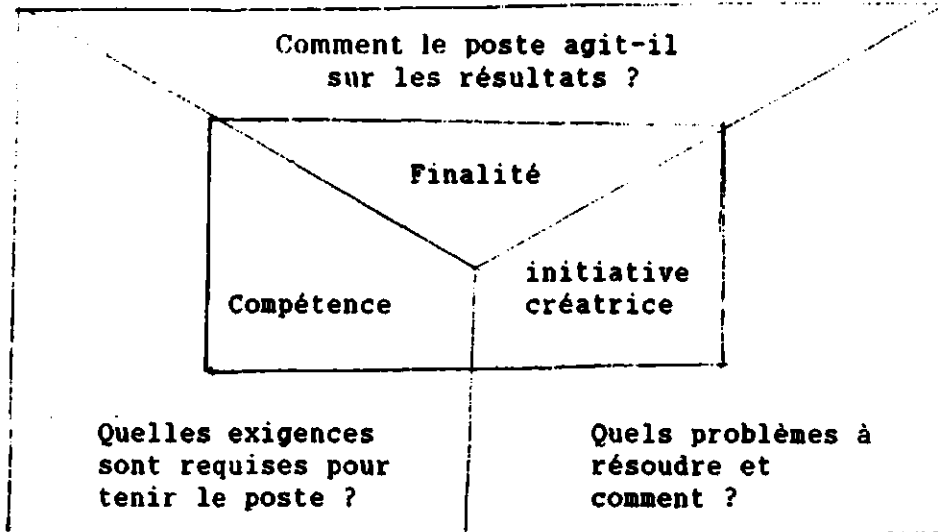 Comment le poste agit-il
sur les résultats ?
Finalité
Compétence
initiative
créatrice
Quelles exigences
sont requises pour
tenir le poste ?
Quels problèmes à
résoudre et
comment ?